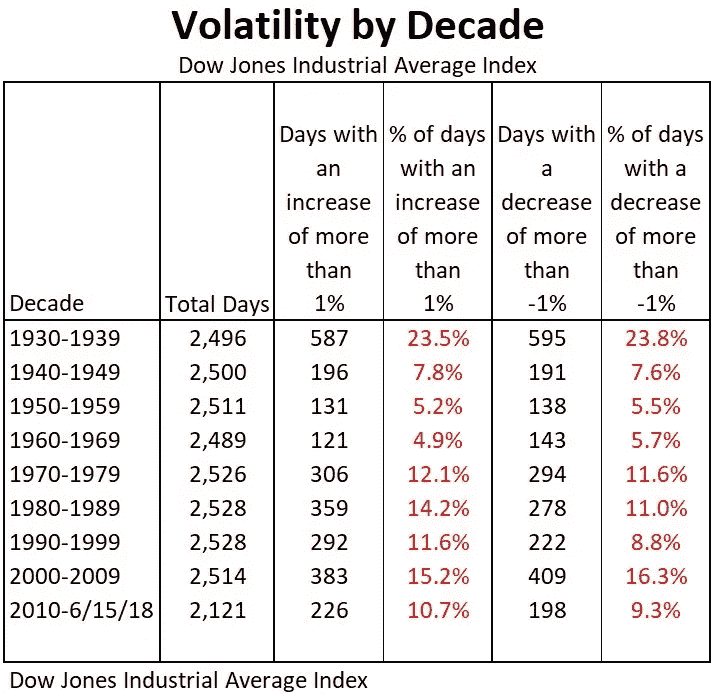 Volatility by Decade
Dow Jones Industrial Average Index
Days with % of days Days with % of days
an with an a with a
increase increase decrease decrease
of more of more of more of more
than than than than
Decade Total Days 1% 1% -1% -1%
1930-1939 2,496 587 23.5% 595 23.8%
1940-1949 2,500 196 7.8% 191 7.6%
1950-1959 2,511 131 5.2% 138 5.5%
1960-1969 2,489 121 4.9% 143 5.7%
1970-1979 2,526 306 12.1% 294 11.6%
1980-1989 2,528 359 14.2% 278 11.0%
1990-1999 2,528 292 11.6% 222 8.8%
2000-2009 2,514 383 15.2% 409 16.3%
2010-6/15/18 2,121 226 10.7% 198 9.3%
Dow Jones Industrial Average Index